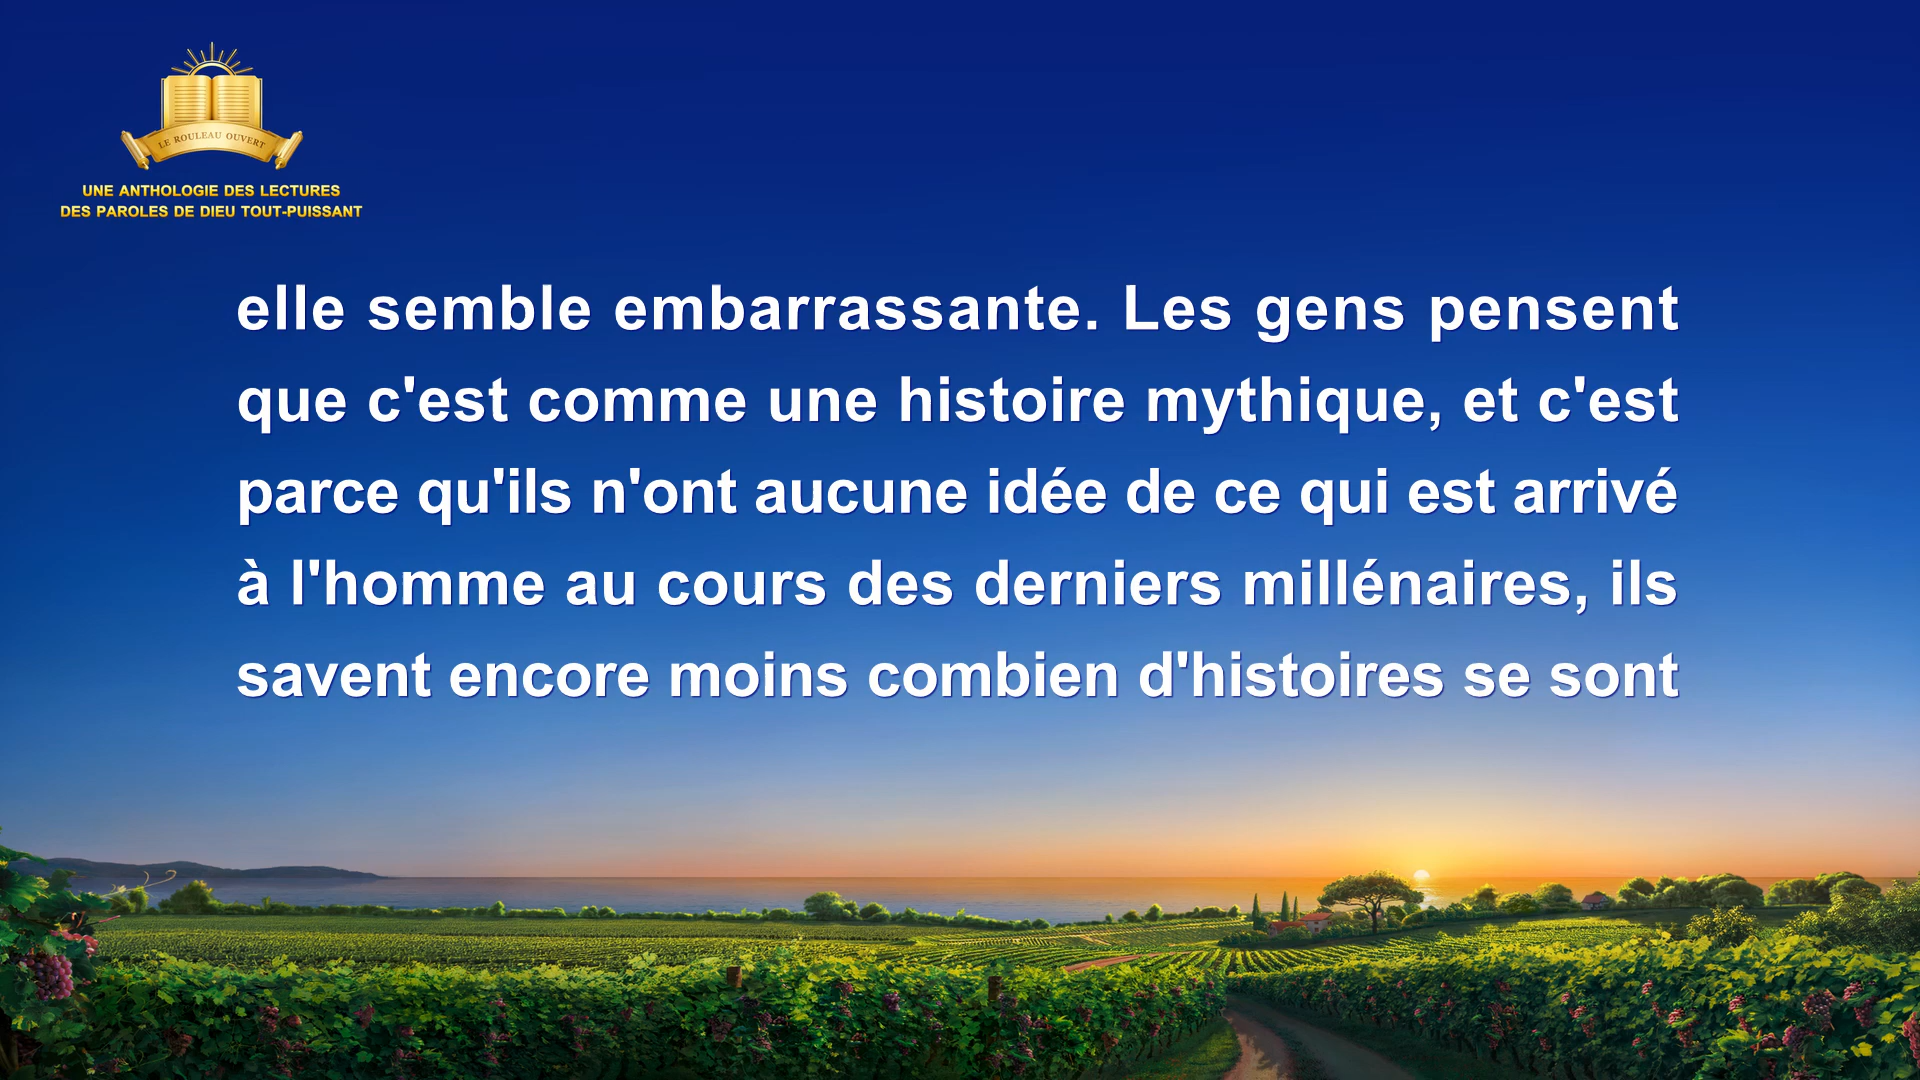 LE ROULEAU OUVERT
UNE ANTHOLOGIE DES LECTURES
DES PAROLES DE DIEU TOUT-PUISSANT
elle semble embarrassante. Les gens pensent
que c'est comme une histoire mythique, et c'est
parce qu'ils n'ont aucune idée de ce qui est arrivé
à l'homme au cours des derniers millénaires, ils
savent encore moins combien d'histoires se sont